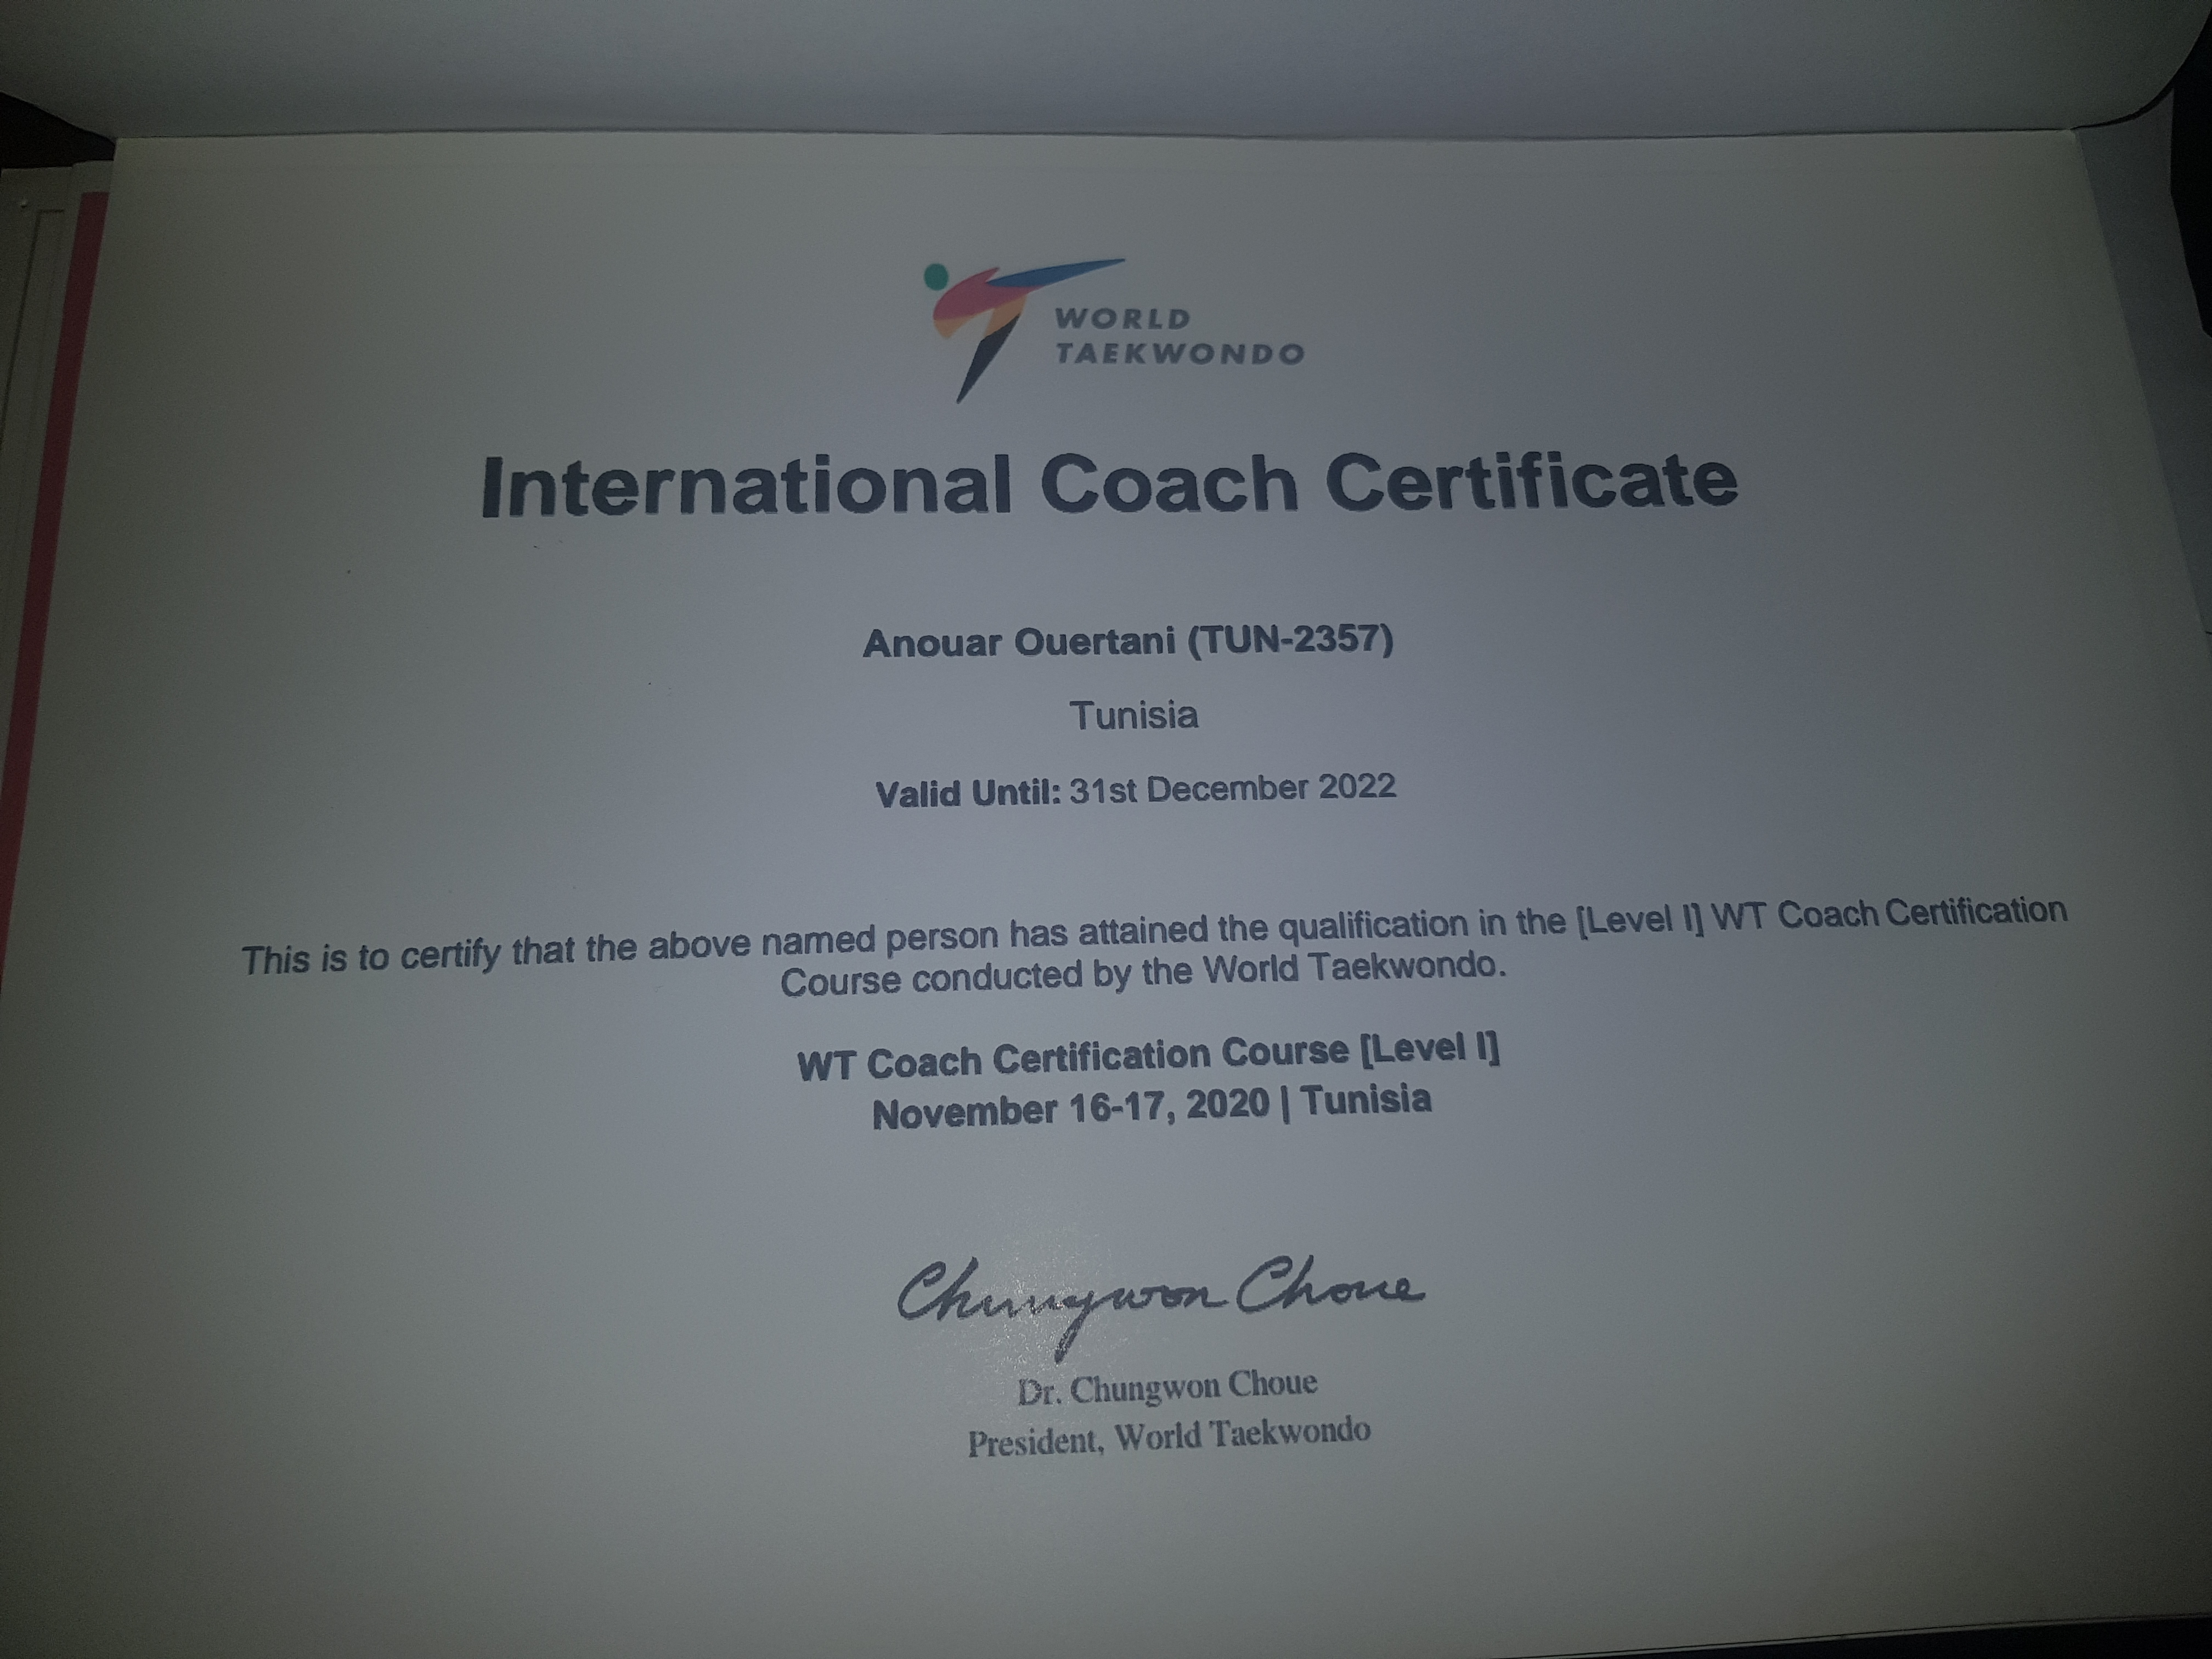 WORLD
TAEKWONDO
International Coach Certificate
Anouar Ouertani (TUN-2357)
Tunisia
Valid Until: 31st December 2022
This is to certify that the above named person has attained the qualification in the [Level I] WT Coach Certification
Course conducted by the World Taekwondo.
WT Coach Certification Course [Level I]
November 16-17, 2020 | Tunisia
Chungwon Choue
Dr. Chungwon Choue
President, World Taekwondo